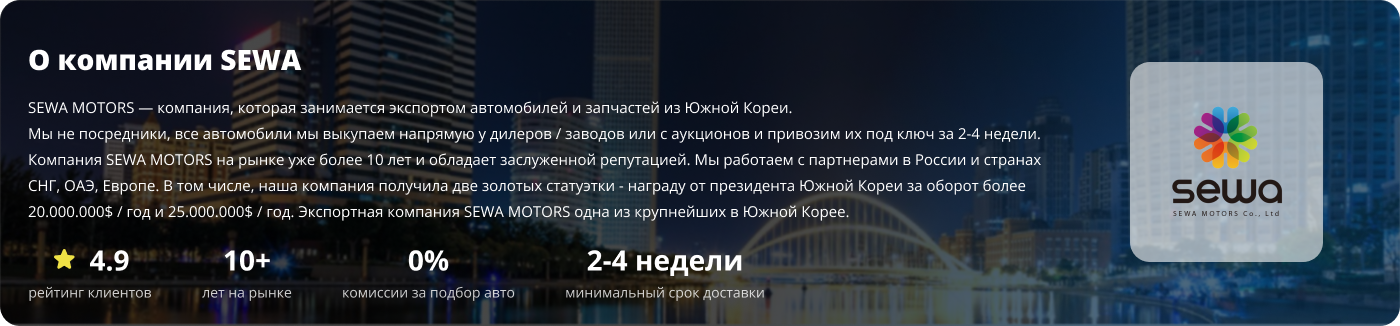 О компании SEWA
SEWA MOTORS — компания, которая занимается экспортом автомобилей и запчастей из Южной Кореи.
Мы не посредники, все автомобили мы выкупаем напрямую у дилеров / заводов или с аукционов и привозим их под ключ за 2-4 недели.
Компания SEWA MOTORS на рынке уже более 10 лет и обладает заслуженной репутацией. Мы работаем с партнерами в России и странах
СНГ, ОАЭ, Европе. В том числе, наша компания получила две золотых статуэтки - награду от президента Южной Кореи за оборот более
20.000.000$ / год и 25.000.000$ / год. Экспортная компания SEWA MOTORS одна из крупнейших в Южной Корее.
4.9
рейтинг клиентов
10+
лет на рынке
0%
комиссии за подбор авто
2-4 недели
минимальный срок доставки
sewa
SEWA MOTORS Co., Ltd